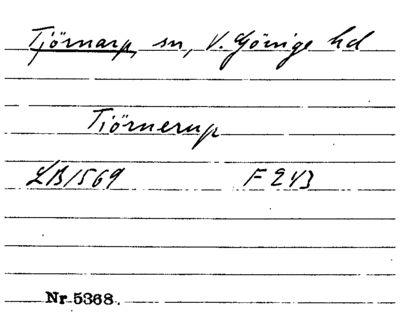 Tjörnarp, sn, V. Göinge hd
Tiörnerup
LB 1569 F 243
Nr 5368.